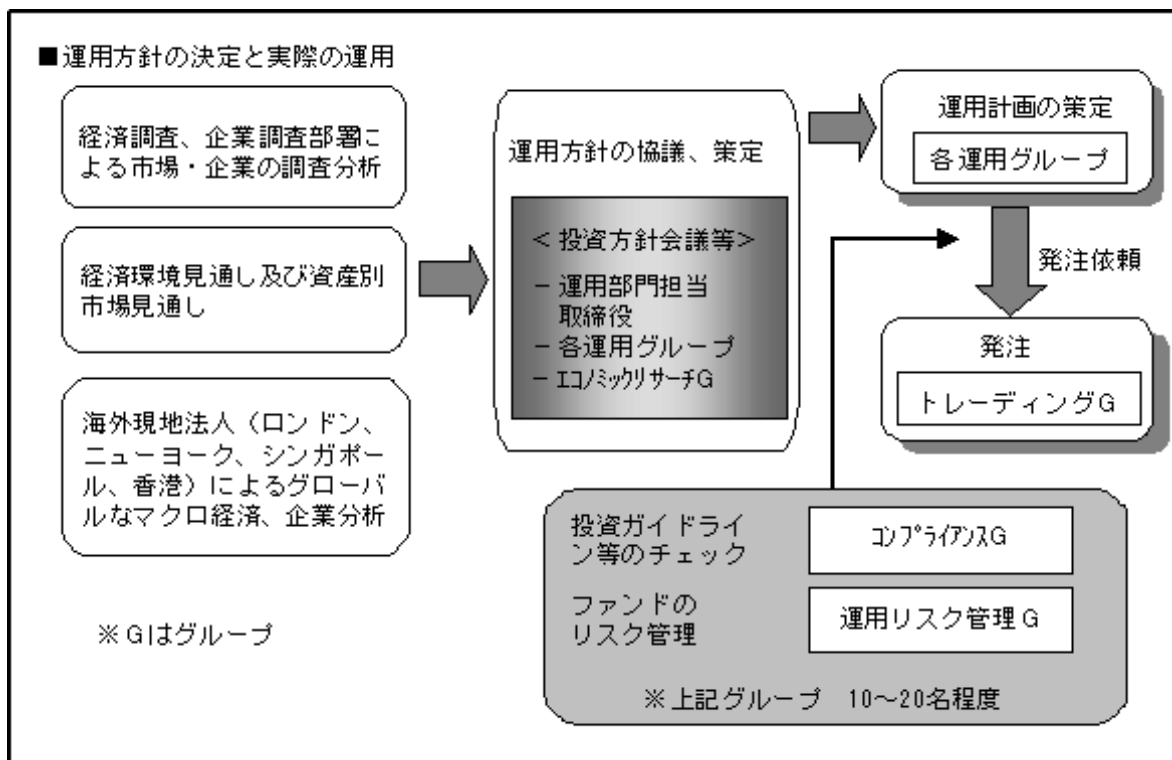 ■運用方針の決定と実際の運用
経済調査、企業調査部署に
よる市場・企業の調査分析
経済環境見通し及び資産別
市場見通し
海外現地法人（ロンドン、
ニューヨーク、シンガポー
ル、香港）によるグローバ
ルなマクロ経済、企業分析
※Gはグループ
運用方針の協議、策定
＜投資方針会議等＞
－運用部門担当
取締役
－各運用グループ
－ｴｺﾉﾐｯｸﾘｻｰﾁG
運用計画の策定
各運用グループ
発注依頼
発注
トレーディングG
投資ガイドライ
ン等のチェック
ｺﾝﾌﾟﾗｲｱﾝｽG
ファンドの
リスク管理
運用リスク管理G
※上記グループ　10～20名程度